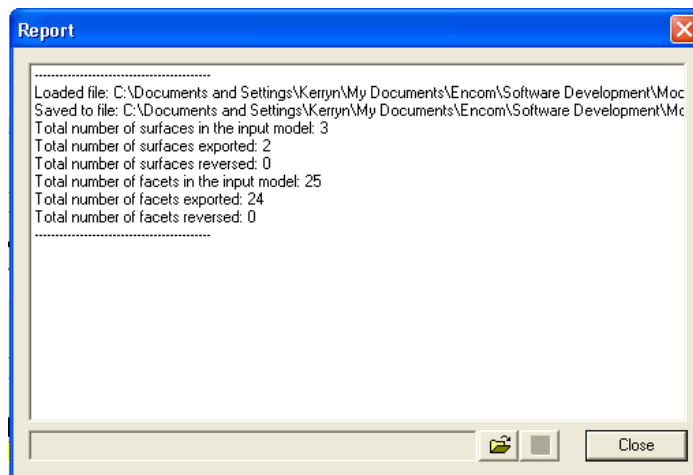 Report
------------------------------------------
Loaded file: C:\Documents and Settings\Kerryn\My Documents\Encom\Software Development\Moc
Saved to file: C:\Documents and Settings\Kerryn\My Documents\Encom\Software Development\Mc
Total number of surfaces in the input model: 3
Total number of surfaces exported: 2
Total number of surfaces reversed: 0
Total number of facets in the input model: 25
Total number of facets exported: 24
Total number of facets reversed: 0
------------------------------------------
Close